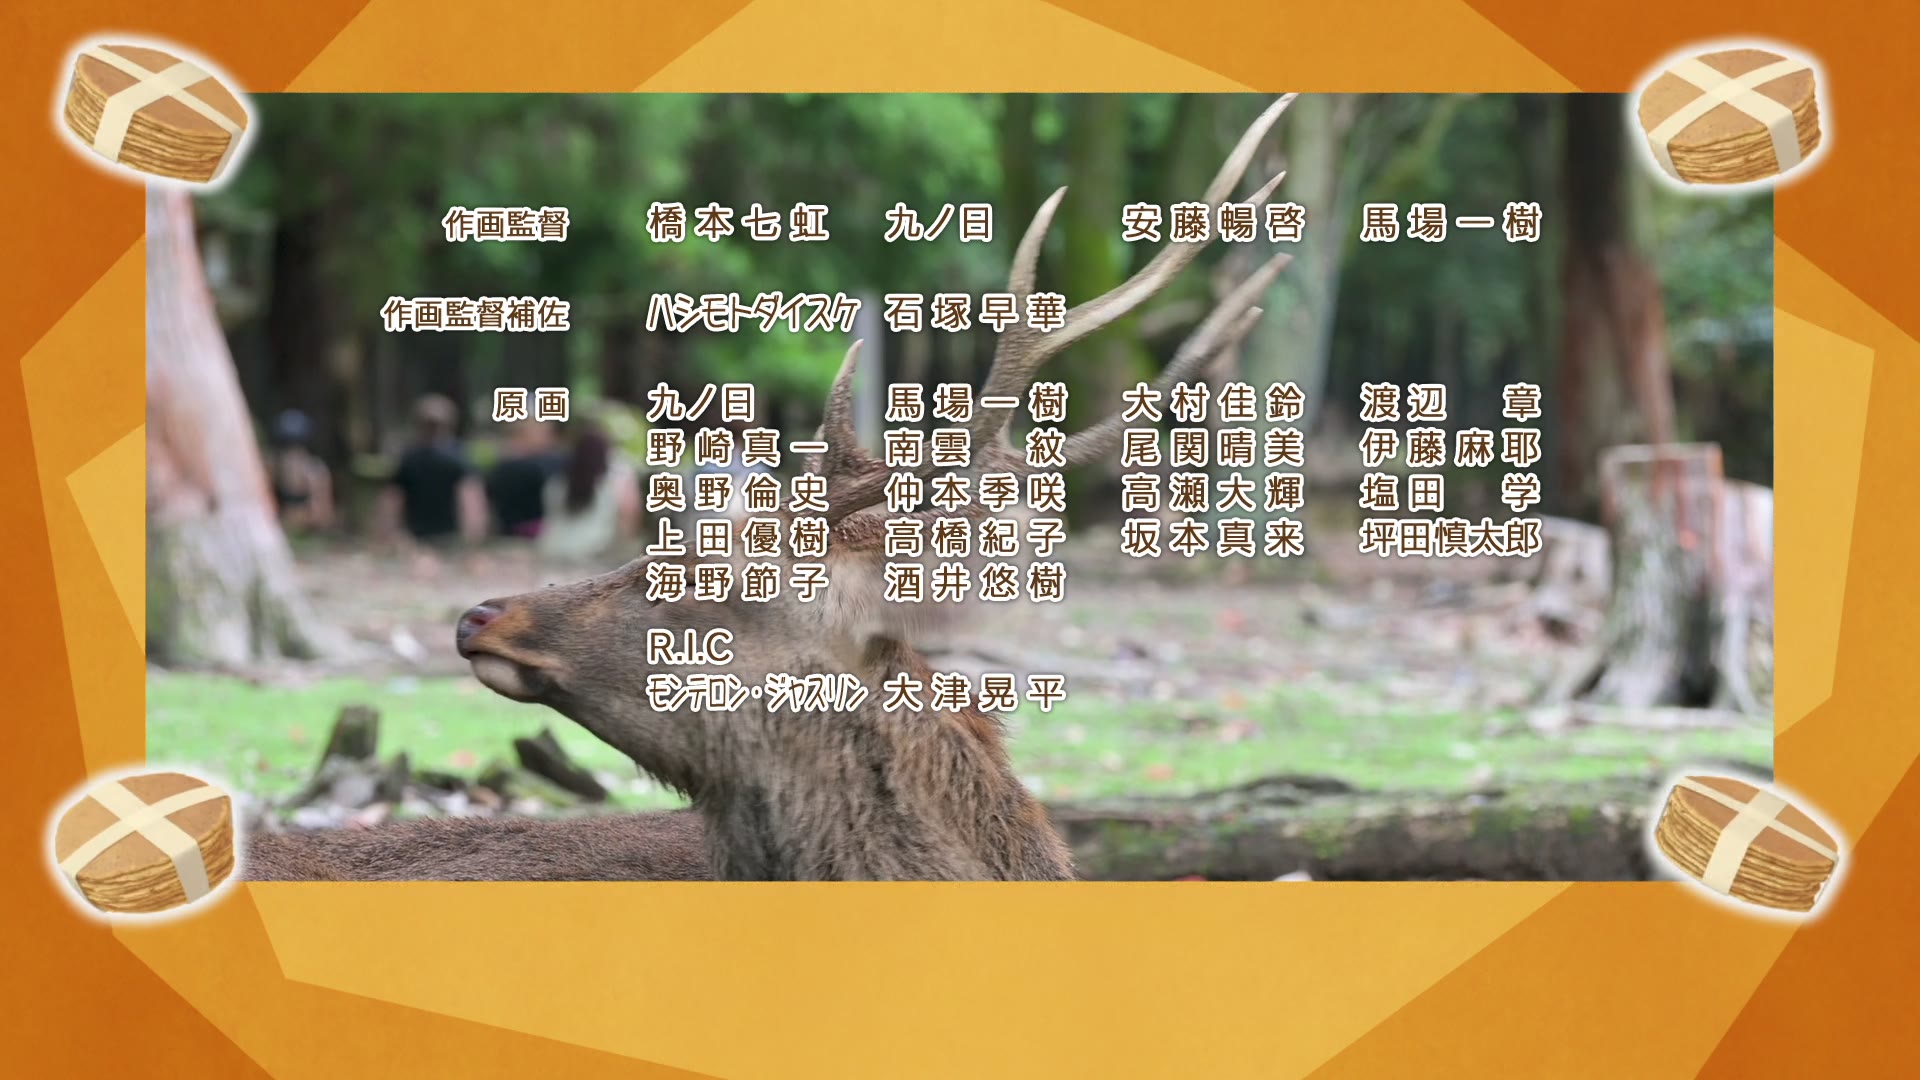 作画監督 橋本七虹 九ノ日 安藤暢啓 馬場一樹
作画監督補佐 ハシモトダイスケ 石塚早華
原画 九ノ日 馬場一樹 大村佳鈴 渡辺 章
野崎真一 南雲 紋 尾関晴美 伊藤麻耶
奥野倫史 仲本季咲 高瀬大輝 塩田 学
上田優樹 高橋紀子 坂本真来 坪田慎太郎
海野節子 酒井悠樹
R.I.C
モンテロン・ジャスリン 大津晃平